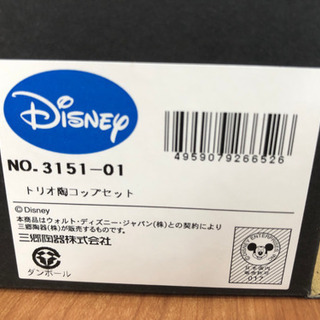 Disney
NO.3151-01
4959079266526
トリオ陶コップセット
© Disney
本商品はウォルト・ディズニー・ジャパン(株)との契約により
三郷陶器(株)が販売するものです。
三郷陶器株式会社
ダンボール